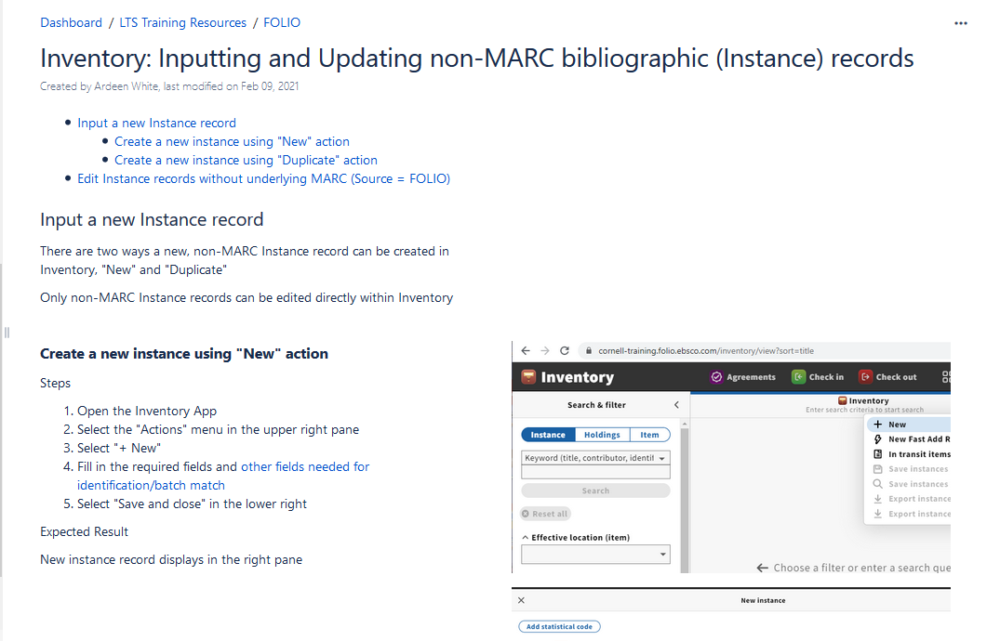 Dashboard / LTS Training Resources / FOLIO
Inventory: Inputting and Updating non-MARC bibliographic (Instance) records
Created by Ardeen White, last modified on Feb 09, 2021
Input a new Instance record
Create a new instance using "New" action
Create a new instance using "Duplicate" action
Edit Instance records without underlying MARC (Source = FOLIO)
Input a new Instance record
There are two ways a new, non-MARC Instance record can be created in
Inventory, "New" and "Duplicate"
Only non-MARC Instance records can be edited directly within Inventory
Create a new instance using "New" action
Steps
1. Open the Inventory App
2. Select the "Actions" menu in the upper right pane
3. Select "+ New"
4. Fill in the required fields and other fields needed for
identification/batch match
5. Select "Save and close" in the lower right
Expected Result
New instance record displays in the right pane
cornell-training.folio.ebsco.com/inventory/view?sort=title
Inventory Agreements Check in Check out
Search & filter
Inventory
Enter search criteria to start search
Instance Holdings Item
Keyword (title, contributor, identif
Search
Reset all
Effective location (item)
+ New
New Fast Add R
In transit items
Save instances
Save instances
Export instance
Export instance
Choose a filter or enter a search que
New instance
Add statistical code